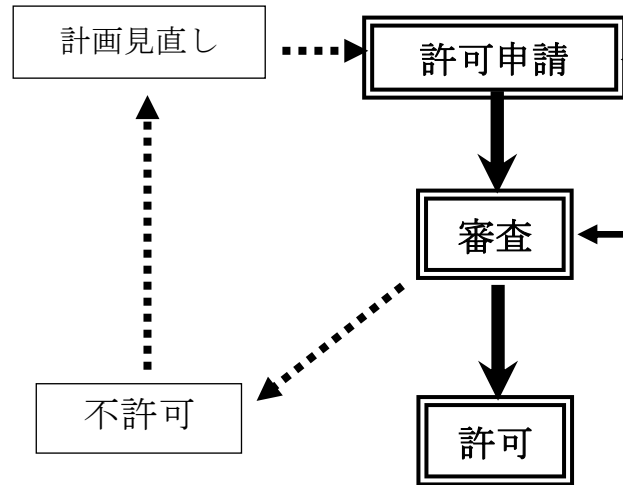 計画見直し
許可申請
審査
不許可
許可